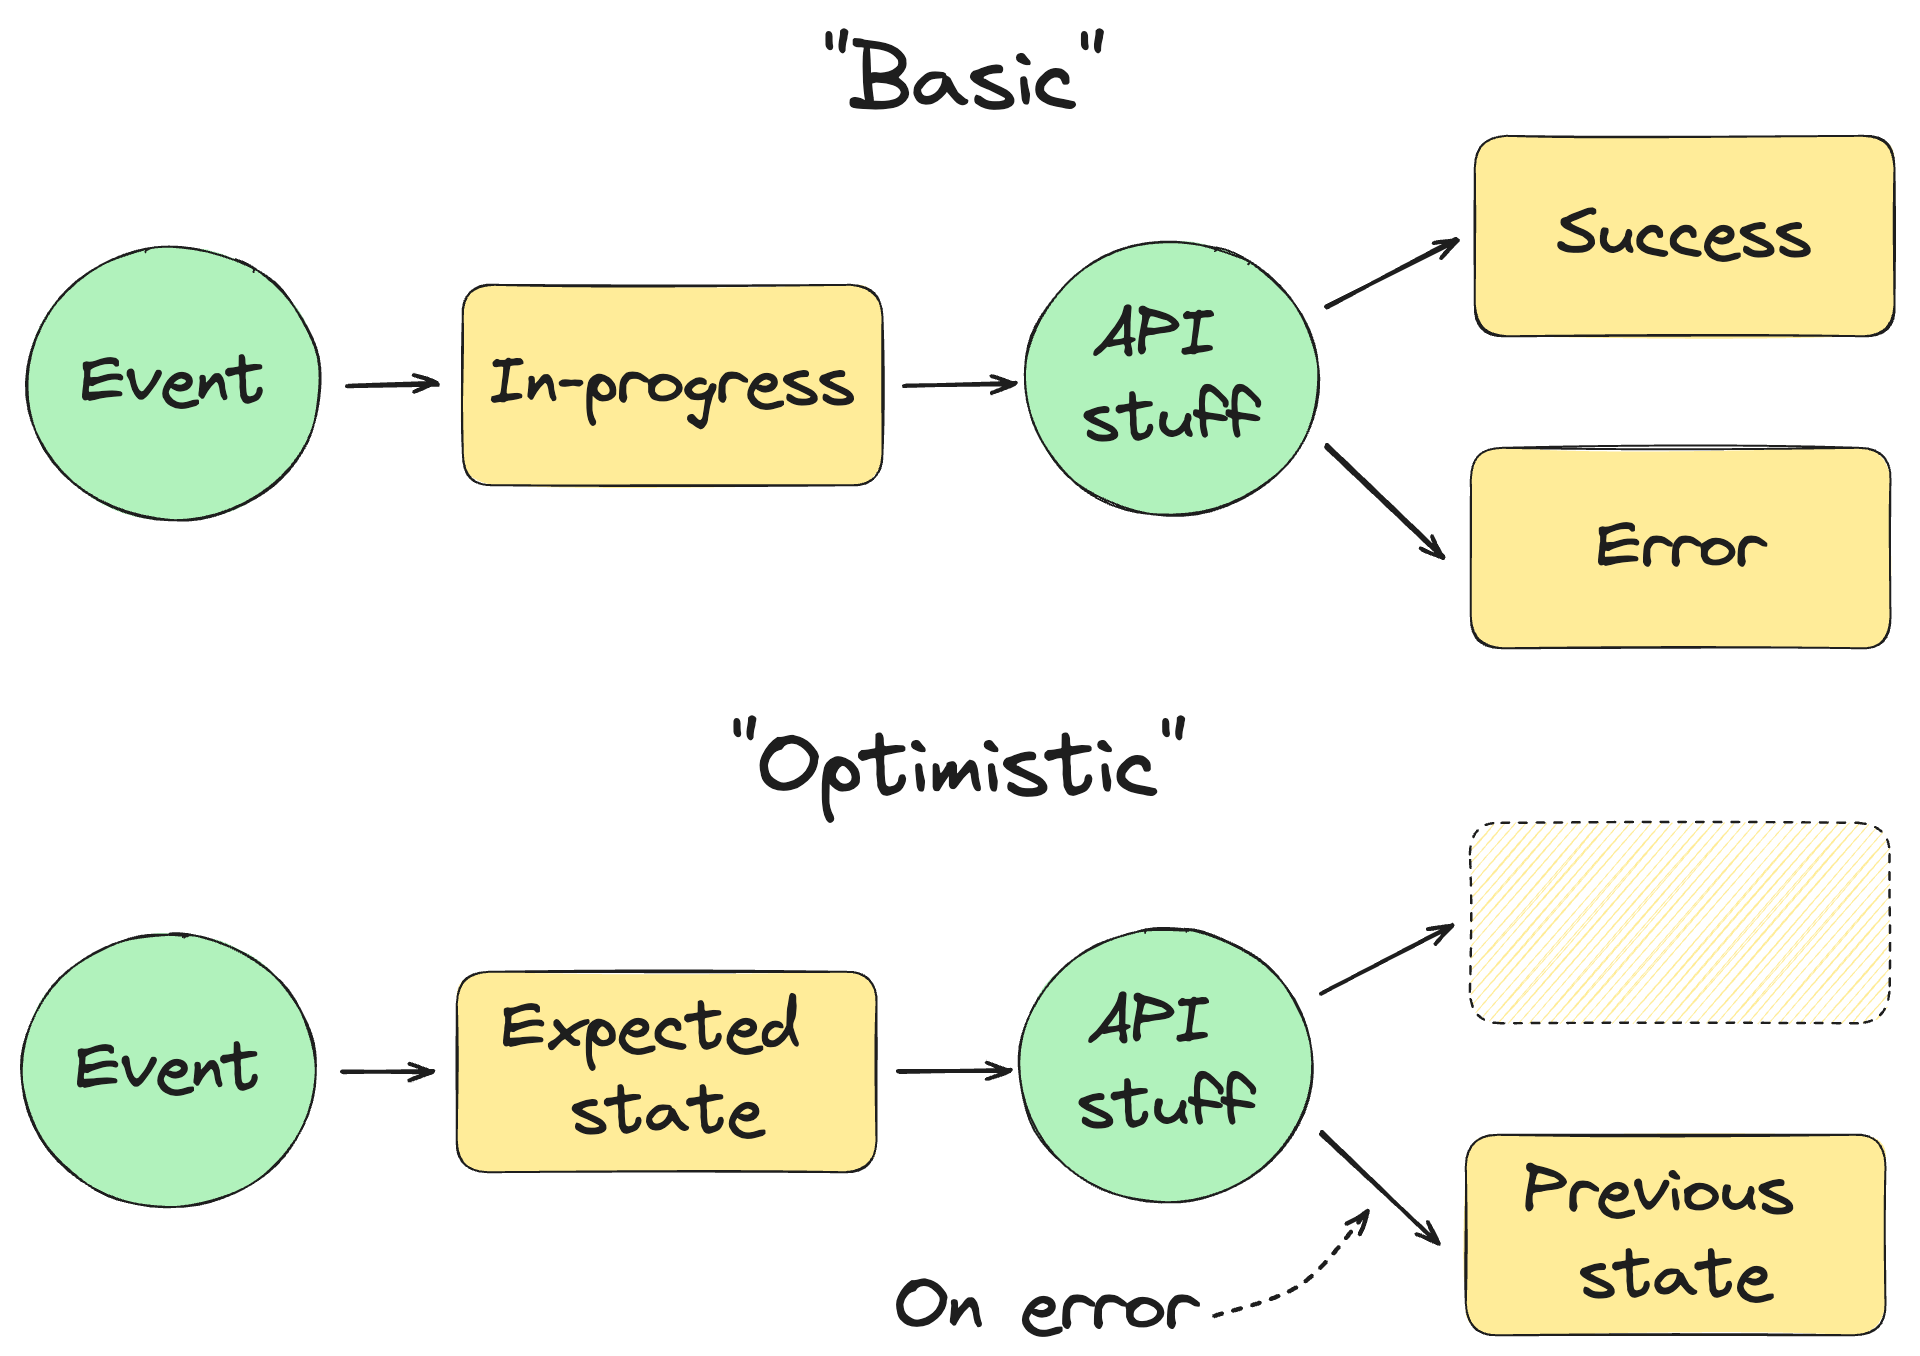 "Basic"
Event
In-progress
API
stuff
Success
Error
"Optimistic"
Event
Expected
state
API
stuff
On error
Previous
state